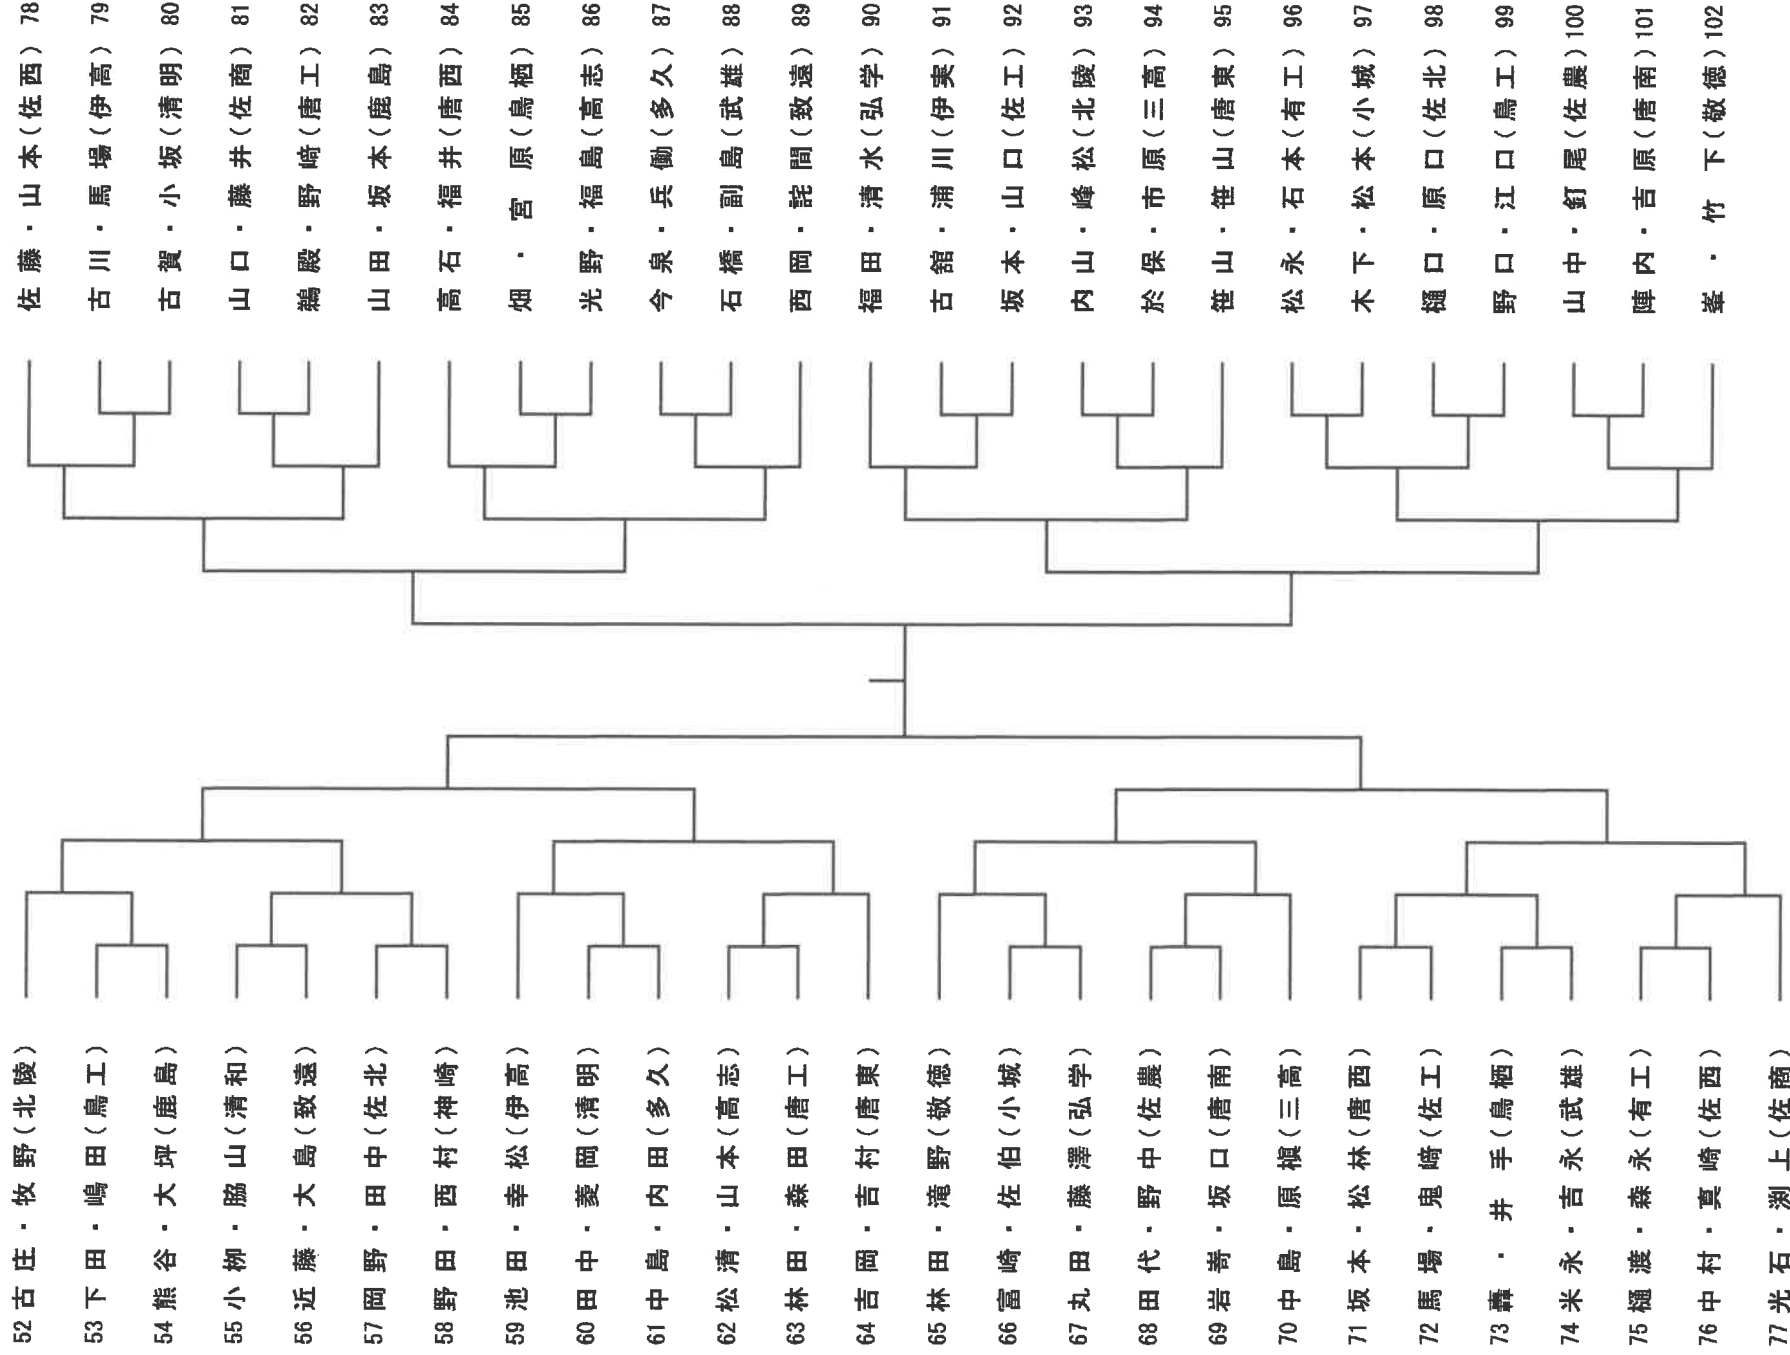 佐藤・山本(佐西) 78
古川・馬場(伊高) 79
古賀・小坂(清明) 80
山口・藤井(佐商) 81
鵜殿・野﨑(唐工) 82
山田・坂本(鹿島) 83
高石・福井(唐西) 84
畑・宮原(鳥栖) 85
光野・福島(高志) 86
今泉・兵働(多久) 87
石橋・副島(武雄) 88
西岡・詫間(致遠) 89
福田・清水(弘学) 90
古舘・浦川(伊実) 91
坂本・山口(佐工) 92
内山・峰松(北陵) 93
於保・市原(三高) 94
笹山・笹山(唐東) 95
松永・石本(有工) 96
木下・松本(小城) 97
樋口・原口(佐北) 98
野口・江口(鳥工) 99
山中・釘尾(佐農) 100
陣内・吉原(唐南) 101
峯・竹下(敬徳) 102
52 古庄・牧野(北陵)
53 下田・嶋田(鳥工)
54 熊谷・大坪(鹿島)
55 小栁・脇山(清和)
56 近藤・大島(致遠)
57 岡野・田中(佐北)
58 野田・西村(神崎)
59 池田・幸松(伊高)
60 田中・菱岡(清明)
61 中島・内田(多久)
62 松清・山本(高志)
63 林田・森田(唐工)
64 吉岡・吉村(唐東)
65 林田・滝野(敬徳)
66 富崎・佐伯(小城)
67 丸田・藤澤(弘学)
68 田代・野中(佐農)
69 岩嵜・坂口(唐南)
70 中島・原槇(三高)
71 坂本・松林(唐西)
72 馬場・鬼﨑(佐工)
73 轟・井手(鳥栖)
74 米永・吉永(武雄)
75 樋渡・森永(有工)
76 中村・真崎(佐西)
77 光石・渕上(佐商)